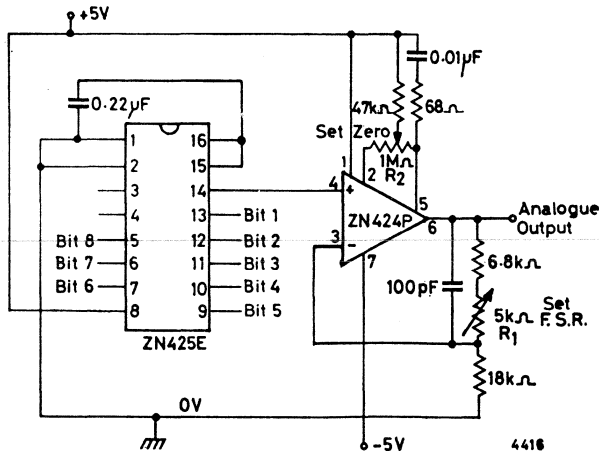 +5V
0.01µF
0.22µF
47kΩ
68Ω
Set Zero
1MΩ
R2
1
2
3
4
5
6
7
8
16
15
14
13
12
11
10
9
Bit 1
Bit 2
Bit 3
Bit 4
Bit 5
Bit 8
Bit 7
Bit 6
ZN425E
1
2
4
+
5
ZN424P
6
3
−
7
Analogue
Output
6.8kΩ
100pF
5kΩ
R1
Set
F.S.R.
18kΩ
0V
-5V
4416